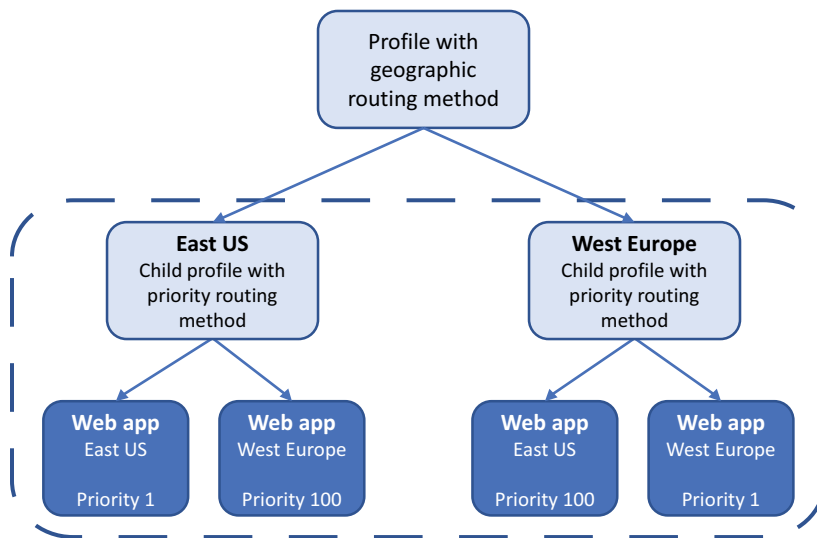 Profile with
geographic
routing method
East US
Child profile with
priority routing
method
West Europe
Child profile with
priority routing
method
Web app
East US
Priority 1
Web app
West Europe
Priority 100
Web app
East US
Priority 100
Web app
West Europe
Priority 1